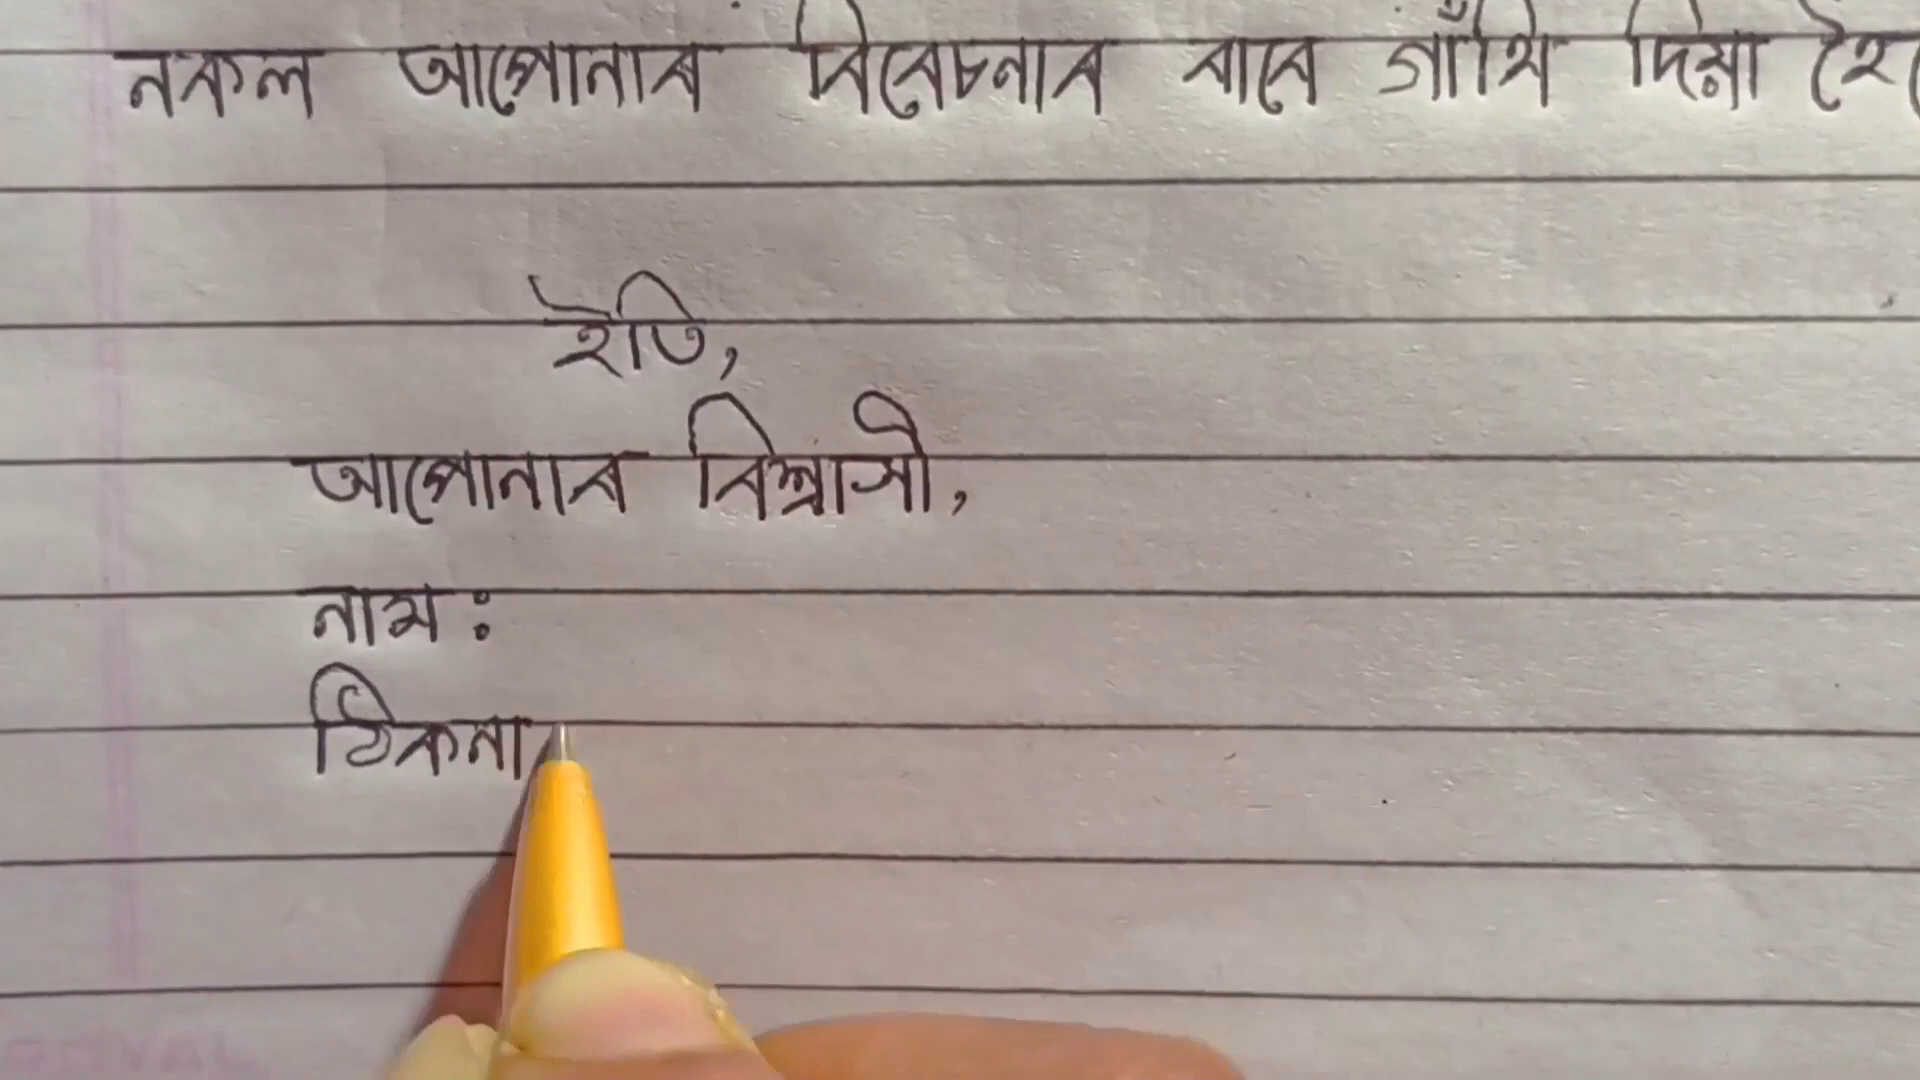 নকল আপোনাৰ বিবেচনাৰ বাবে গাঁথি দিয়া
ইতি,
আপোনাৰ বিশ্বাসী,
নাম :
ঠিকনা